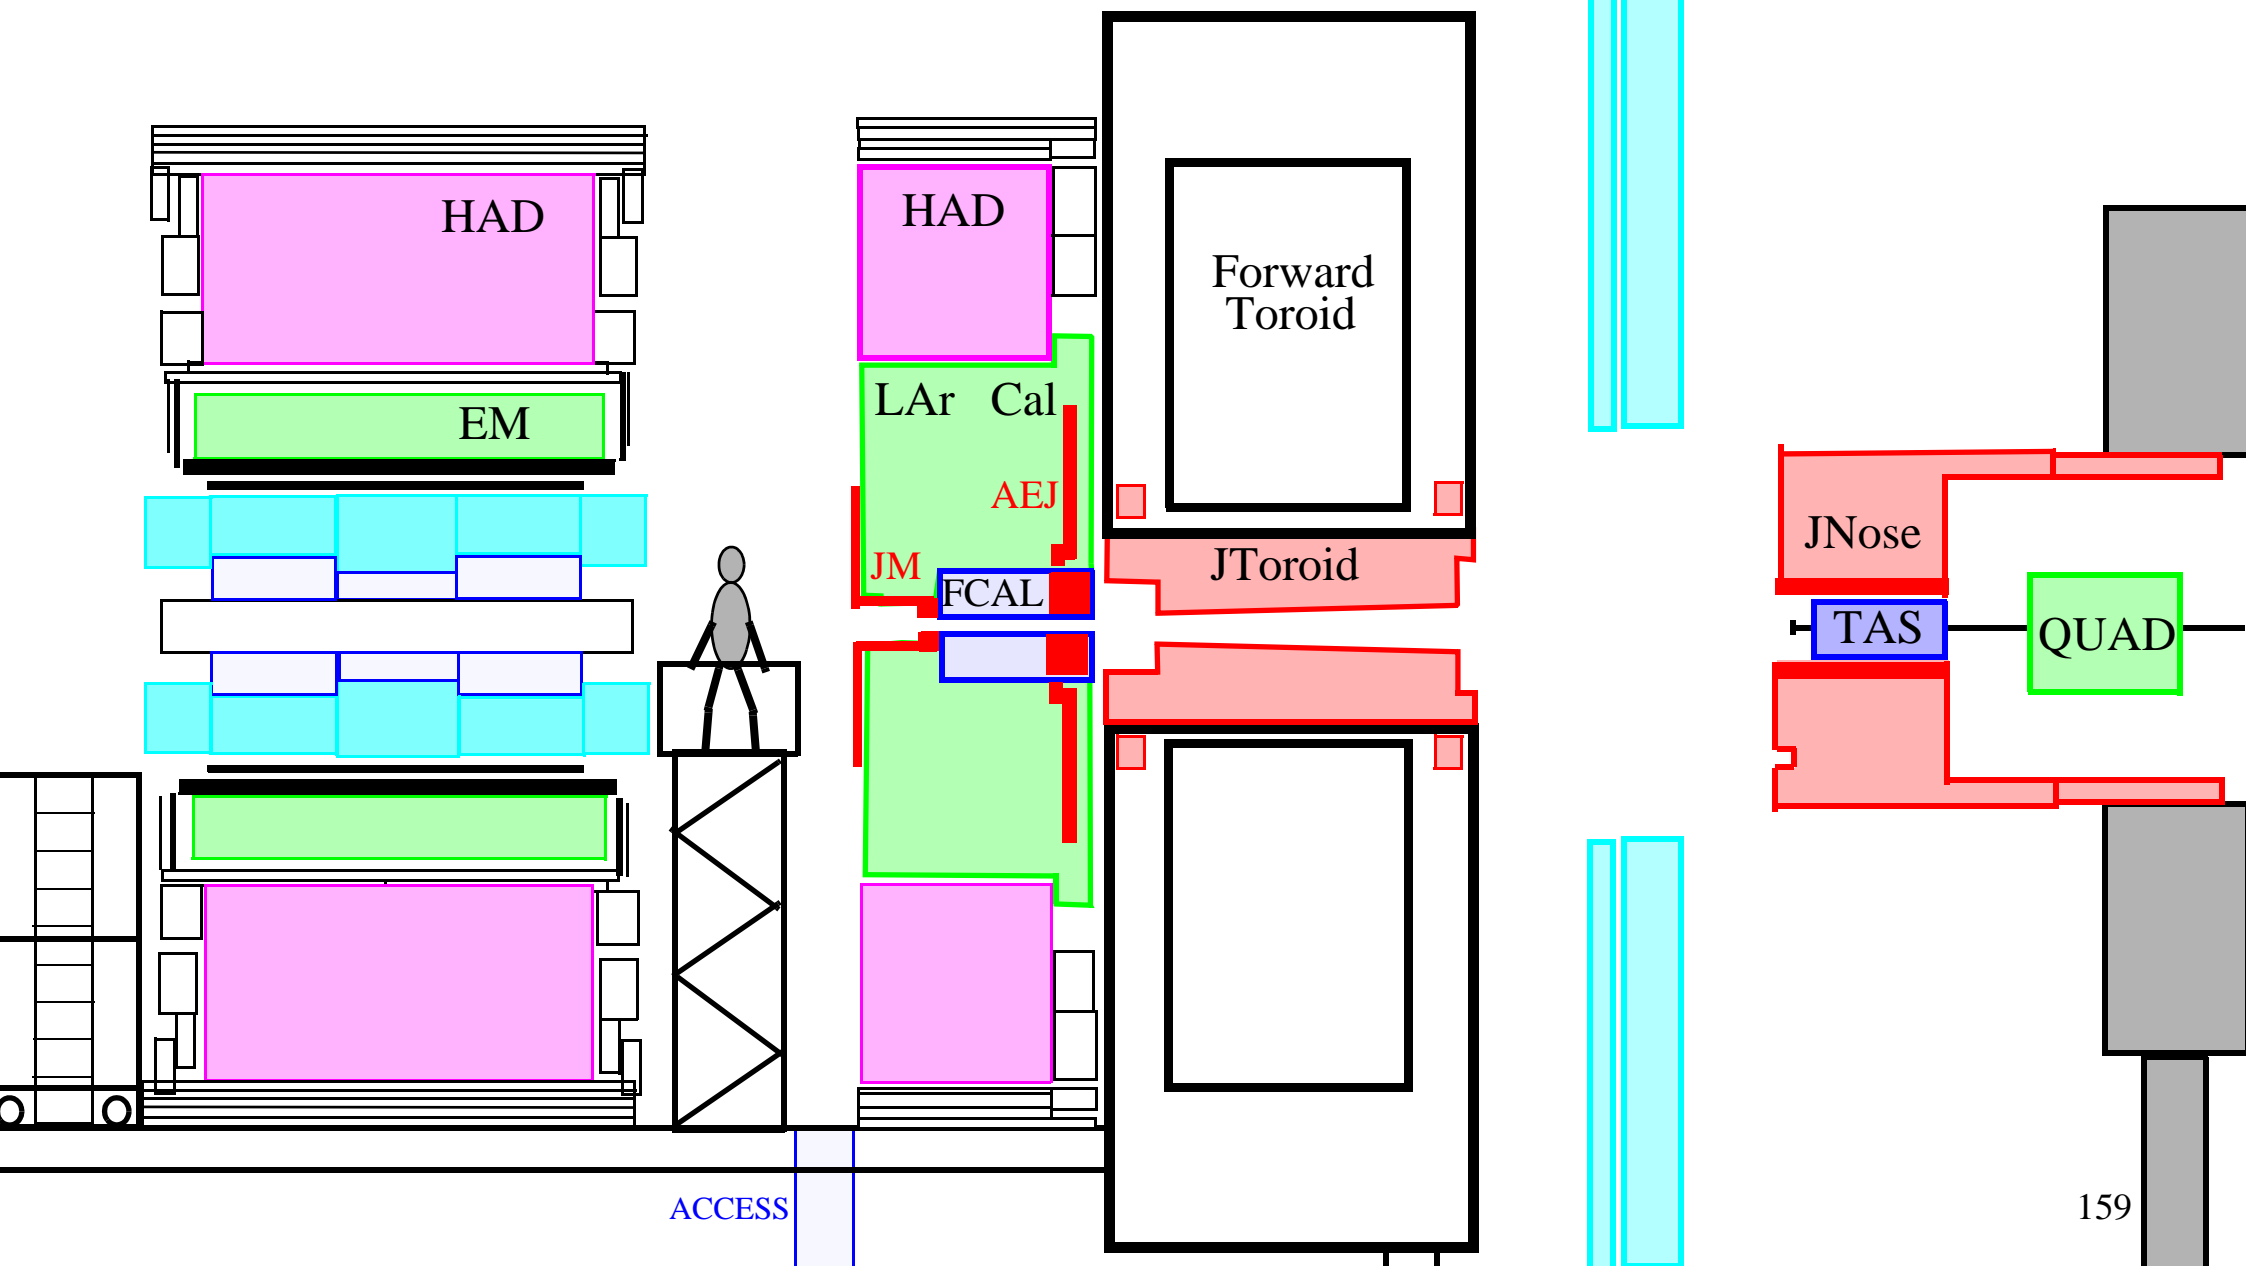 HAD
HAD
Forward
Toroid
LAr Cal
EM
AEJ
JM
FCAL
JToroid
JNose
TAS
QUAD
ACCESS
159